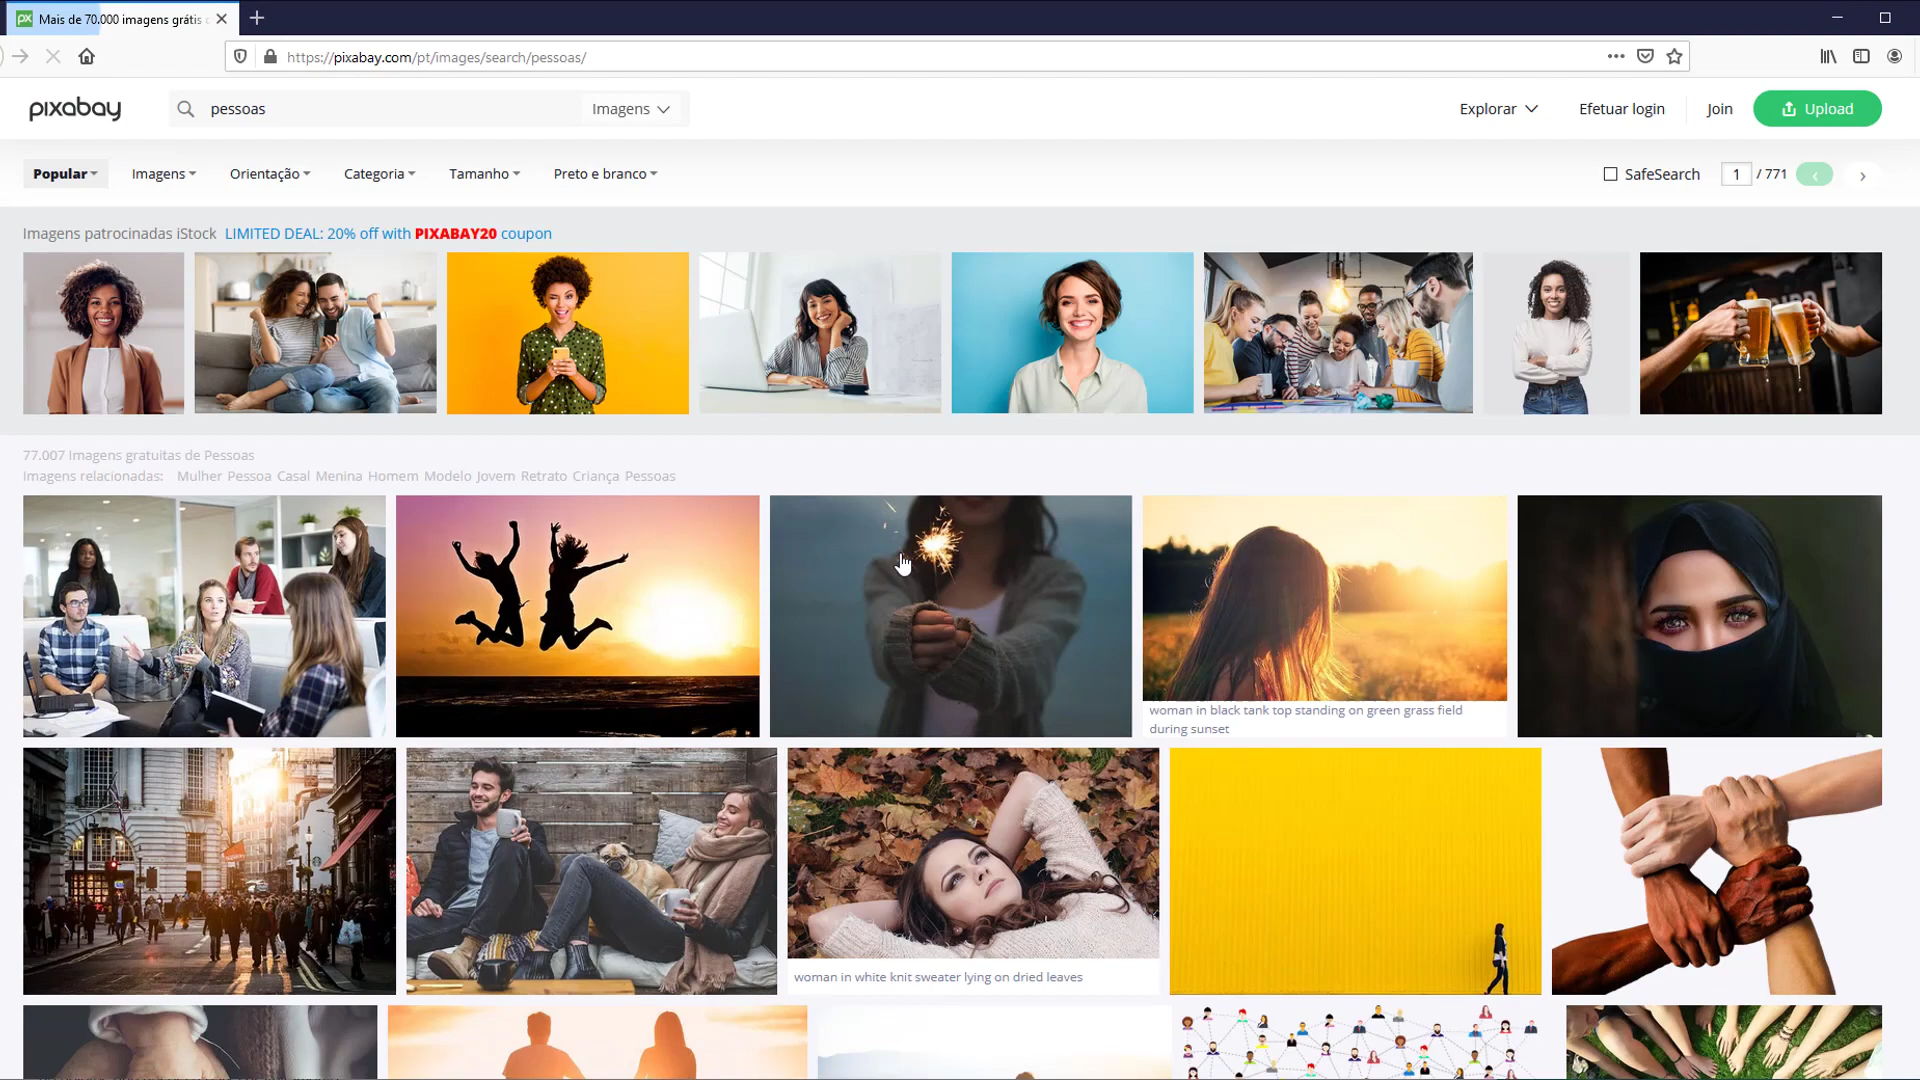 Mais de 70.000 imagens grátis
https://pixabay.com/pt/images/search/pessoas/
pixabay
pessoas
Imagens
Explorar
Efetuar login
Join
Upload
Popular
Imagens
Orientação
Categoria
Tamanho
Preto e branco
SafeSearch
1 / 771
Imagens patrocinadas iStock LIMITED DEAL: 20% off with PIXABAY20 coupon
77.007 Imagens gratuitas de Pessoas
Imagens relacionadas: Mulher Pessoa Casal Menina Homem Modelo Jovem Retrato Criança Pessoas
woman in black tank top standing on green grass field
during sunset
woman in white knit sweater lying on dried leaves